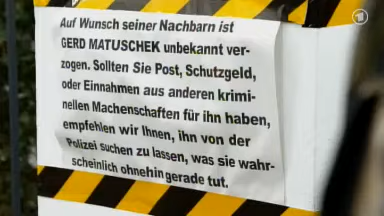 Auf Wunsch seiner Nachbarn ist
GERD MATUSCHEK unbekannt ver-
zogen. Sollten Sie Post, Schutzgeld,
oder Einnahmen aus anderen krimi-
nellen Machenschaften für ihn haben,
empfehlen wir Ihnen, ihn von der
Polizei suchen zu lassen, was sie wahr-
scheinlich ohnehin gerade tut.